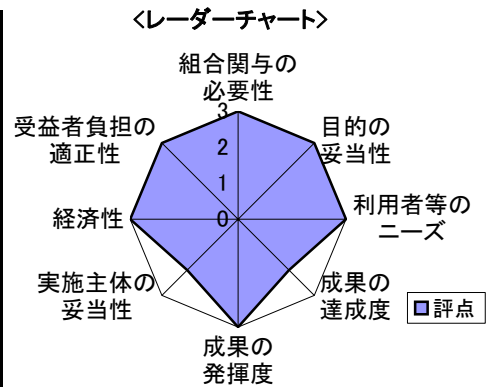 <レーダーチャート>
組合関与の
必要性
目的の
妥当性
利用者等の
ニーズ
成果の
達成度
成果の
発揮度
実施主体の
妥当性
経済性
受益者負担の
適正性
3
2
1
0
評点